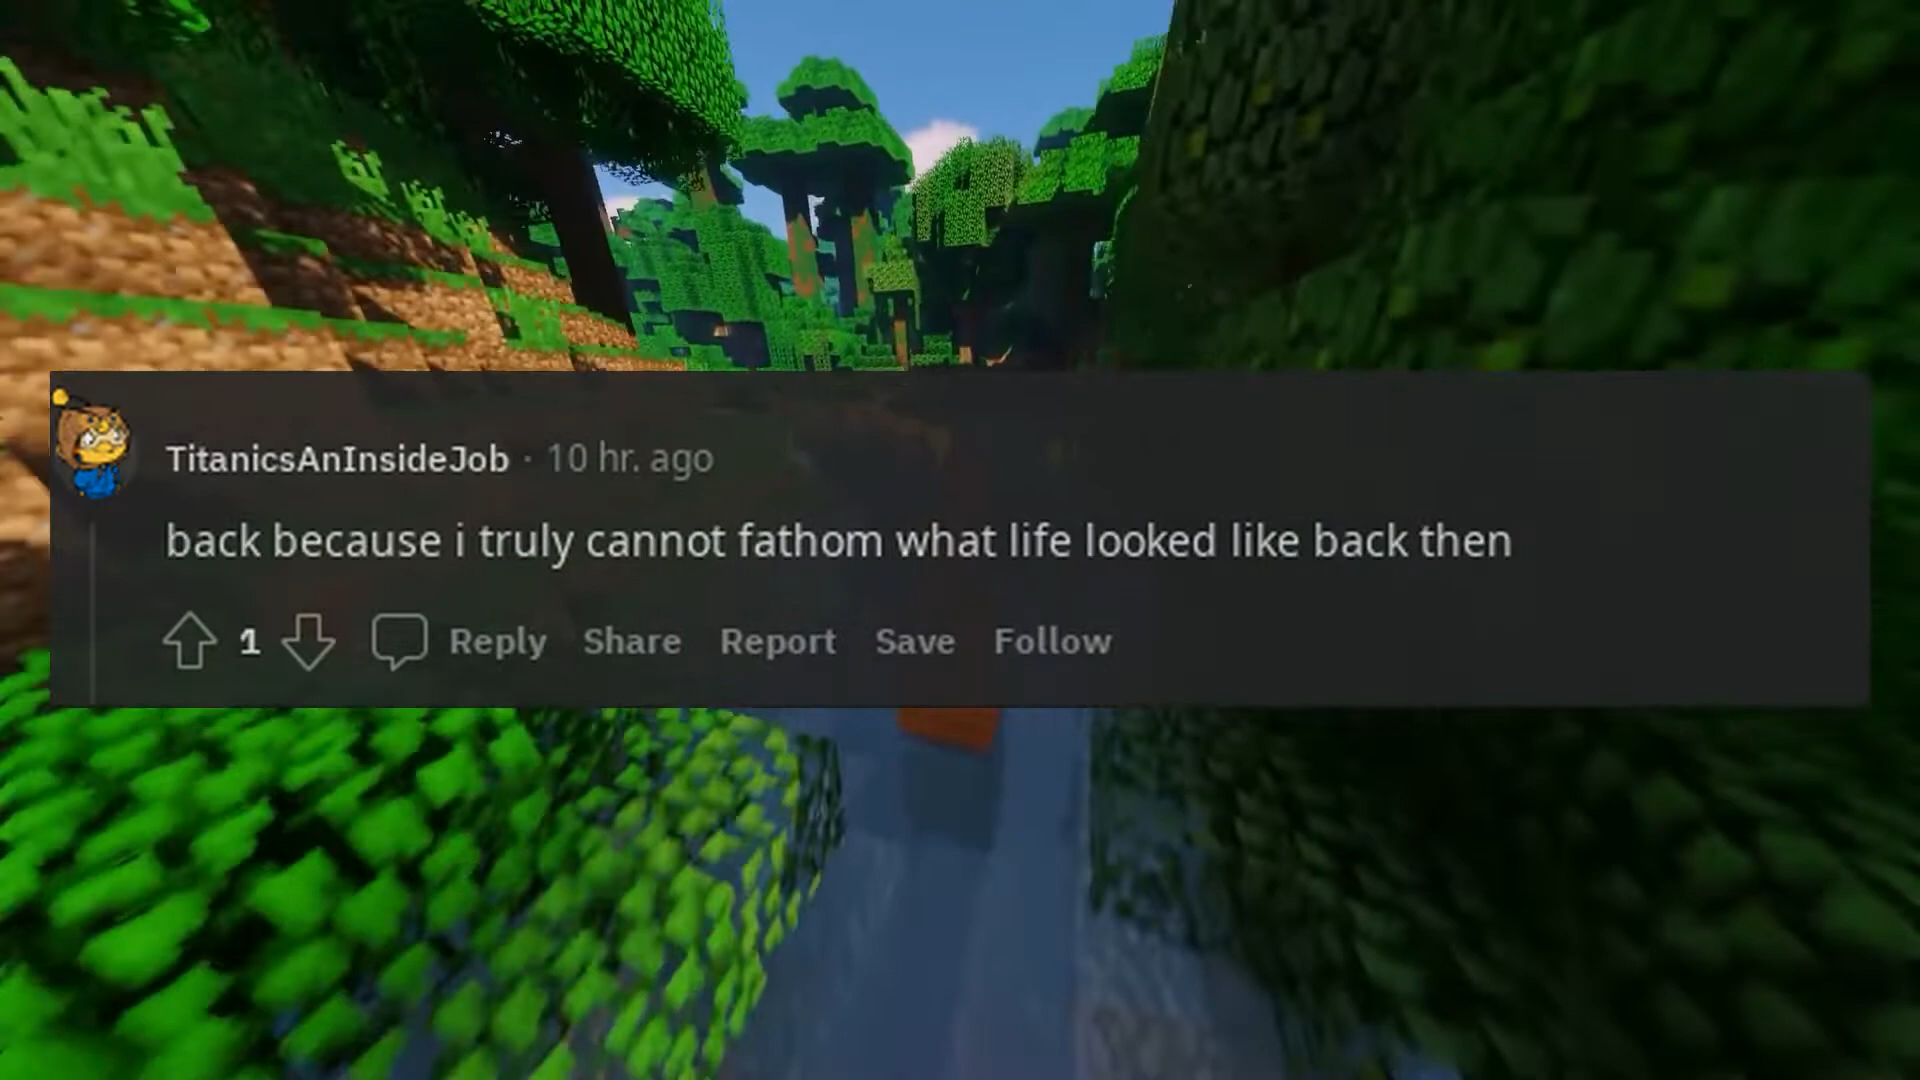 TitanicsAnInsideJob · 10 hr. ago
back because i truly cannot fathom what life looked like back then
1 Reply Share Report Save Follow